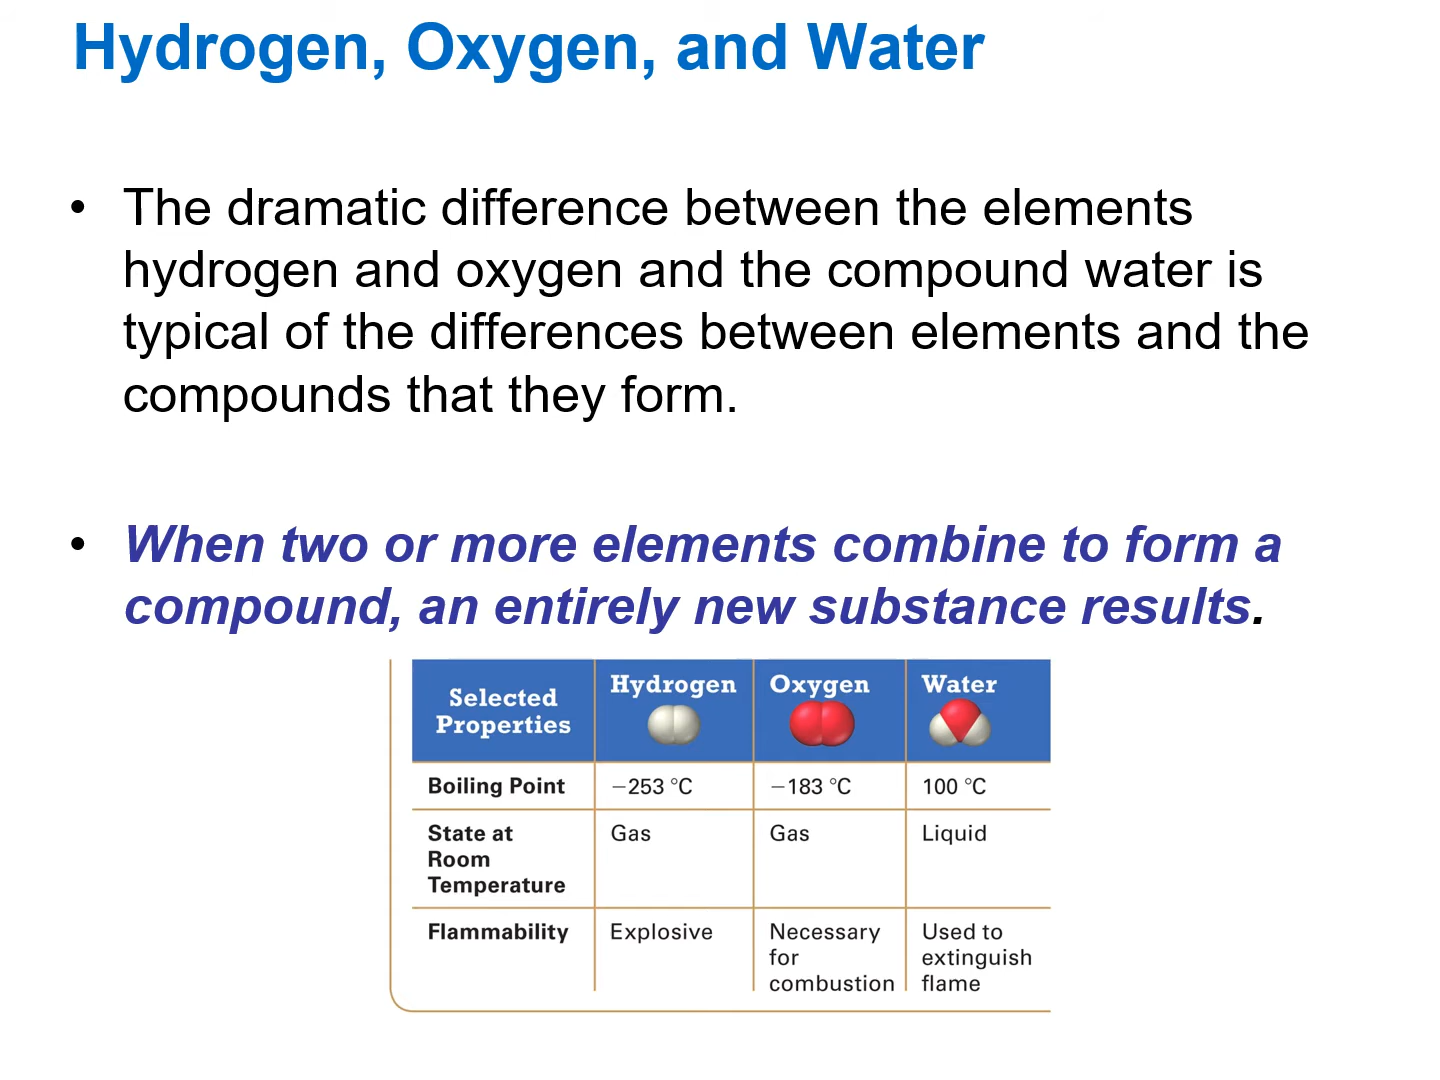 Hydrogen, Oxygen, and Water
• The dramatic difference between the elements
hydrogen and oxygen and the compound water is
typical of the differences between elements and the
compounds that they form.
• When two or more elements combine to form a
compound, an entirely new substance results.
Selected Properties Hydrogen Oxygen Water
Boiling Point −253 °C −183 °C 100 °C
State at Room Temperature Gas Gas Liquid
Flammability Explosive Necessary for combustion Used to extinguish flame